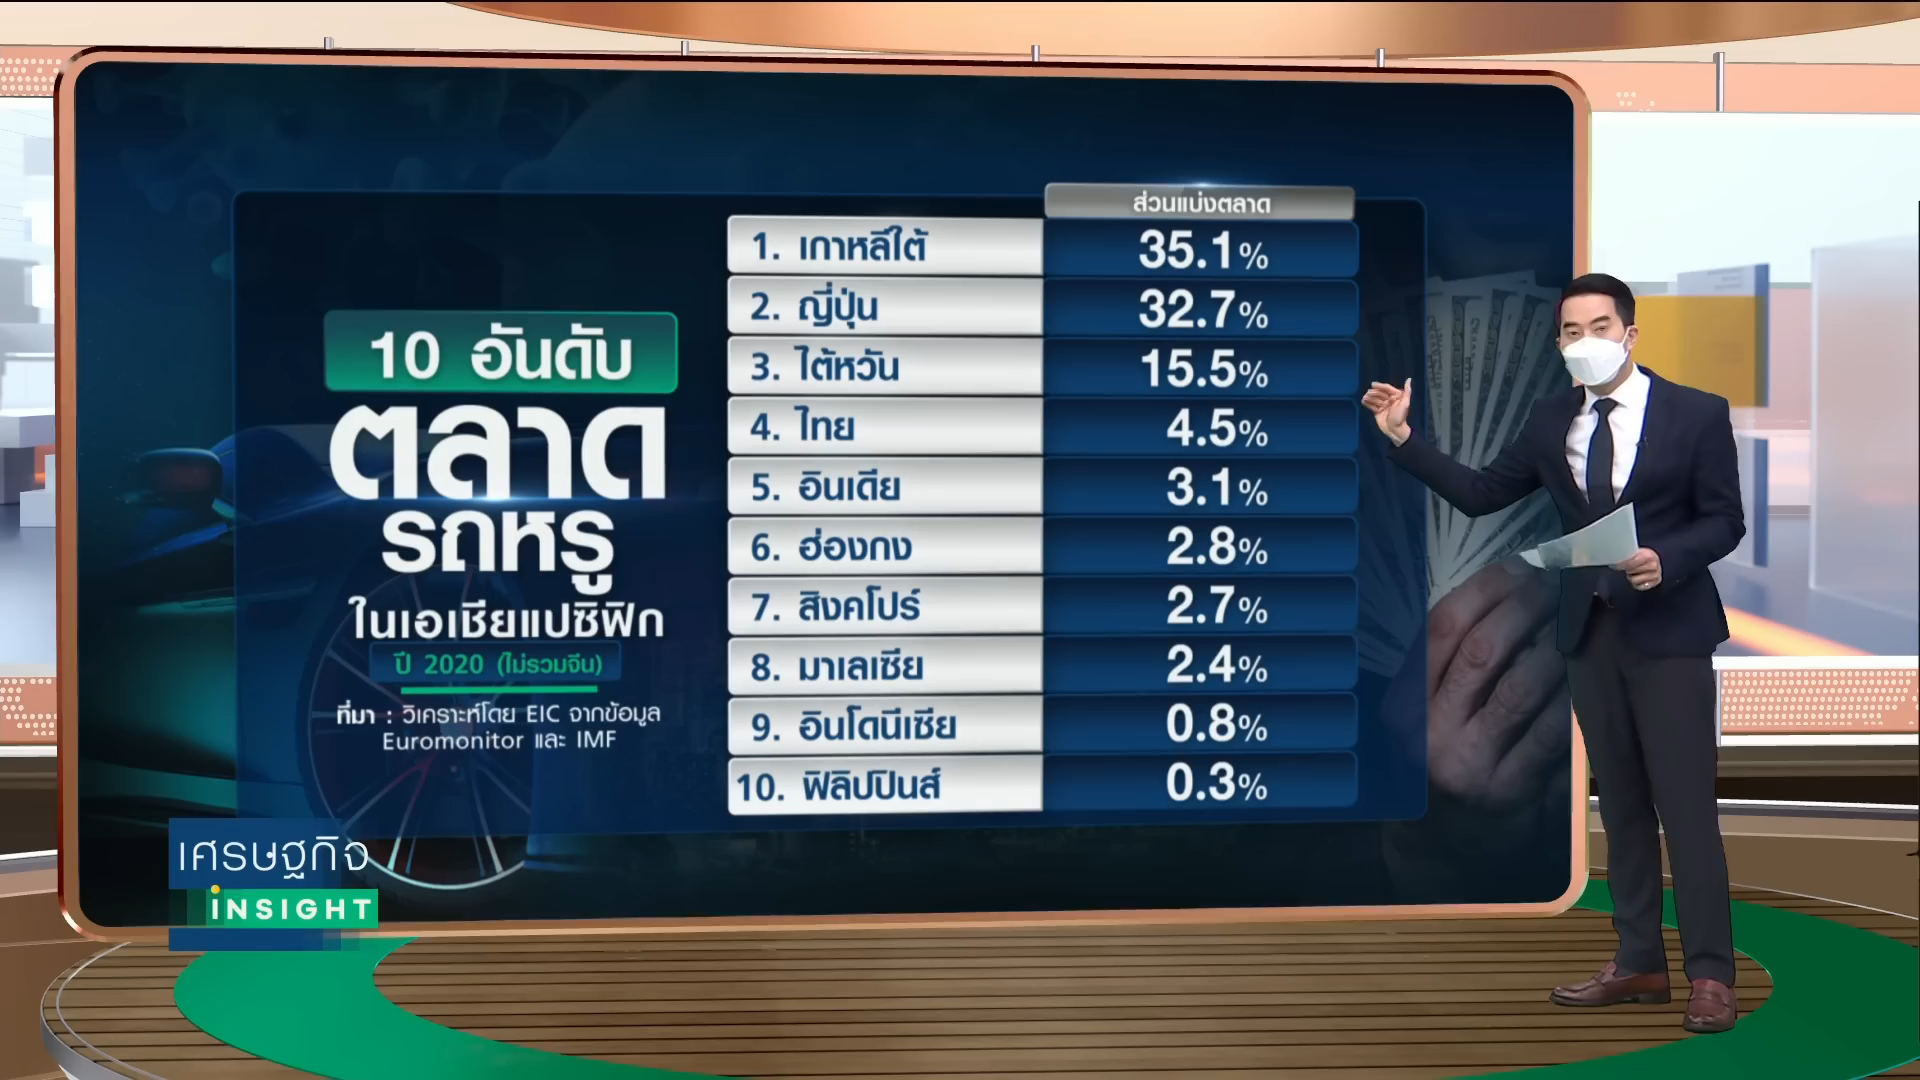 10 อันดับ
ตลาด
รถหรู
ในเอเชียแปซิฟิก
ปี 2020 (ไม่รวมจีน)
ที่มา : วิเคราะห์โดย EIC จากข้อมูล
Euromonitor และ IMF
ส่วนแบ่งตลาด
1. เกาหลีใต้ 35.1%
2. ญี่ปุ่น 32.7%
3. ไต้หวัน 15.5%
4. ไทย 4.5%
5. อินเดีย 3.1%
6. ฮ่องกง 2.8%
7. สิงคโปร์ 2.7%
8. มาเลเซีย 2.4%
9. อินโดนีเซีย 0.8%
10. ฟิลิปปินส์ 0.3%
เศรษฐกิจ
INSIGHT